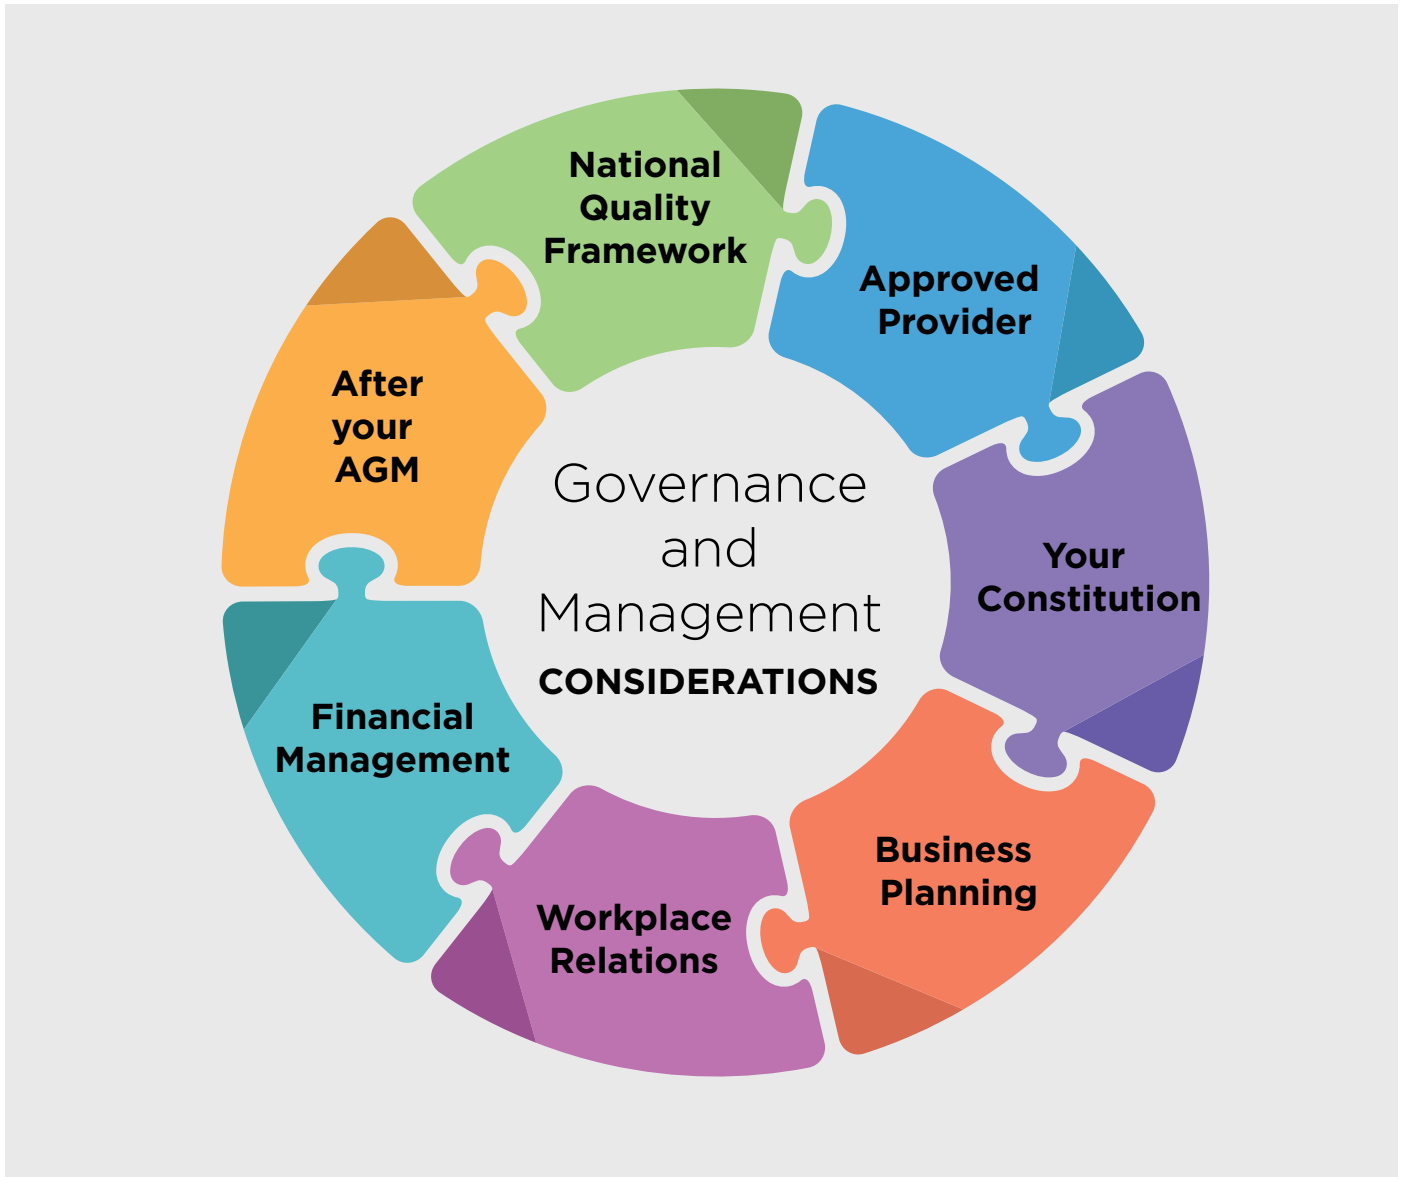 National
Quality
Framework
Approved
Provider
Your
Constitution
Business
Planning
Workplace
Relations
Financial
Management
After
your
AGM
Governance
and
Management
CONSIDERATIONS